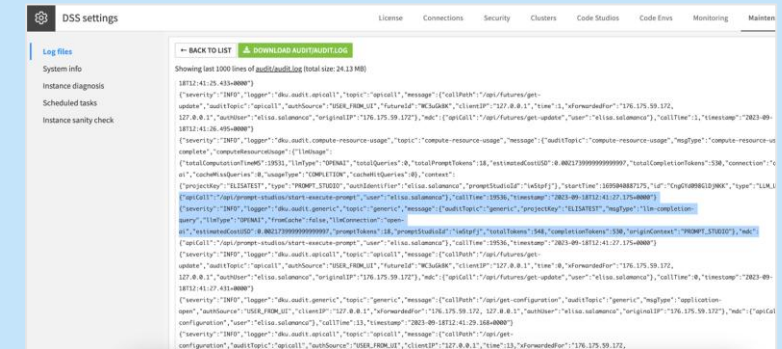 DSS settings
License Connections Security Clusters Code Studios Code Envs Monitoring Mainten
Log files
System info
Instance diagnosis
Scheduled tasks
Instance sanity check
← BACK TO LIST DOWNLOAD AUDIT/AUDIT.LOG
Showing last 1000 lines of audit/audit.log (total size: 24.13 MB)
18T12:41:25.433+0000"}
{"severity":"INFO","logger":"dku.audit.apicall","topic":"apicall","message":{"callPath":"/api/futures/get-
update","auditTopic":"apicall","authSource":"USER_FROM_UI","futureId":"WC3uGk8K","clientIP":"127.0.0.1","time":1,"xForwardedFor":"176.175.59.172,
127.0.0.1","authUser":"elisa.salamanca","originalIP":"176.175.59.172"},"mdc":{"apiCall":"/api/futures/get-update","user":"elisa.salamanca"},"callTime":1,"timestamp":"2023-09-
18T12:41:26.495+0000"}
{"severity":"INFO","logger":"dku.audit.compute-resource-usage","topic":"compute-resource-usage","message":{"auditTopic":"compute-resource-usage","msgType":"compute-resource-us
complete","computeResourceUsage":{"llmUsage":
{"totalComputationTimeMS":19531,"llmType":"OPENAI","totalQueries":0,"totalPromptTokens":18,"estimatedCostUSD":0.002173999999999997,"totalCompletionTokens":530,"connection":"o
ai","cacheMissQueries":0,"usageType":"COMPLETION","cacheHitQueries":0},"context":
{"projectKey":"ELISATEST","type":"PROMPT_STUDIO","authIdentifier":"elisa.salamanca","promptStudioId":"ieStpfj"},"startTime":1695040887175,"type":"LLM_U
{"apiCall":"/api/prompt-studios/start-execute-prompt","user":"elisa.salamanca"},"callTime":19536,"timestamp":"2023-09-18T12:41:27.175+0000"}
{"severity":"INFO","logger":"dku.audit.generic","topic":"generic","message":{"auditTopic":"generic","projectKey":"ELISATEST","msgType":"llm-completion-
query","llmType":"OPENAI","fromCache":false,"llmConnection":"open-
ai","estimatedCostUSD":0.002173999999999997,"promptTokens":18,"promptStudioId":"ieStpfj","totalTokens":548,"completionTokens":530,"originContext":"PROMPT_STUDIO"},"mdc":
{"apiCall":"/api/prompt-studios/start-execute-prompt","user":"elisa.salamanca"},"callTime":19536,"timestamp":"2023-09-18T12:41:27.175+0000"}
{"severity":"INFO","logger":"dku.audit.apicall","topic":"apicall","message":{"callPath":"/api/futures/get-
update","auditTopic":"apicall","authSource":"USER_FROM_UI","futureId":"WC3uGk8K","clientIP":"127.0.0.1","time":0,"xForwardedFor":"176.175.59.172,
127.0.0.1","authUser":"elisa.salamanca","originalIP":"176.175.59.172"},"mdc":{"apiCall":"/api/futures/get-update","user":"elisa.salamanca"},"callTime":0,"timestamp":"2023-09-
18T12:41:27.431+0000"}
{"severity":"INFO","logger":"dku.audit.generic","topic":"generic","message":{"callPath":"/api/get-configuration","auditTopic":"generic","msgType":"application-
open","authSource":"USER_FROM_UI","clientIP":"127.0.0.1","xForwardedFor":"176.175.59.172, 127.0.0.1","authUser":"elisa.salamanca","originalIP":"176.175.59.172"},"mdc":{"apiCal
configuration","user":"elisa.salamanca"},"callTime":13,"timestamp":"2023-09-18T12:41:29.168+0000"}
{"severity":"INFO","logger":"dku.audit.apicall","topic":"apicall","message":{"callPath":"/api/get-
configuration","auditTopic":"apicall","authSource":"USER_FROM_UI","clientIP":"127.0.0.1","time":13,"xForwardedFor":"176.175.59.172,